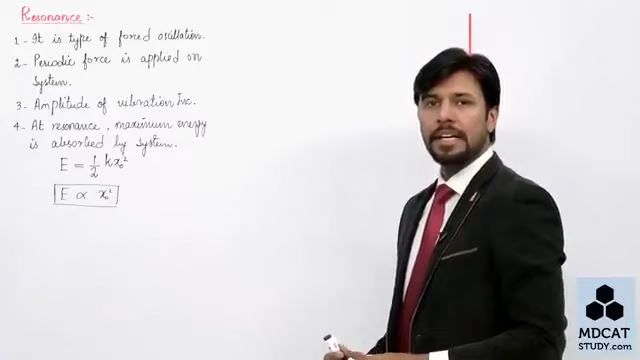 Resonance :-
1 - It is type of forced oscillation.
2 - Periodic force is applied on
System.
3 - Amplitude of vibration Inc.
4 - At resonance, maximum energy
is absorbed by System.
E = 1/2 kx₀²
E ∝ x₀²
MDCAT
STUDY.com